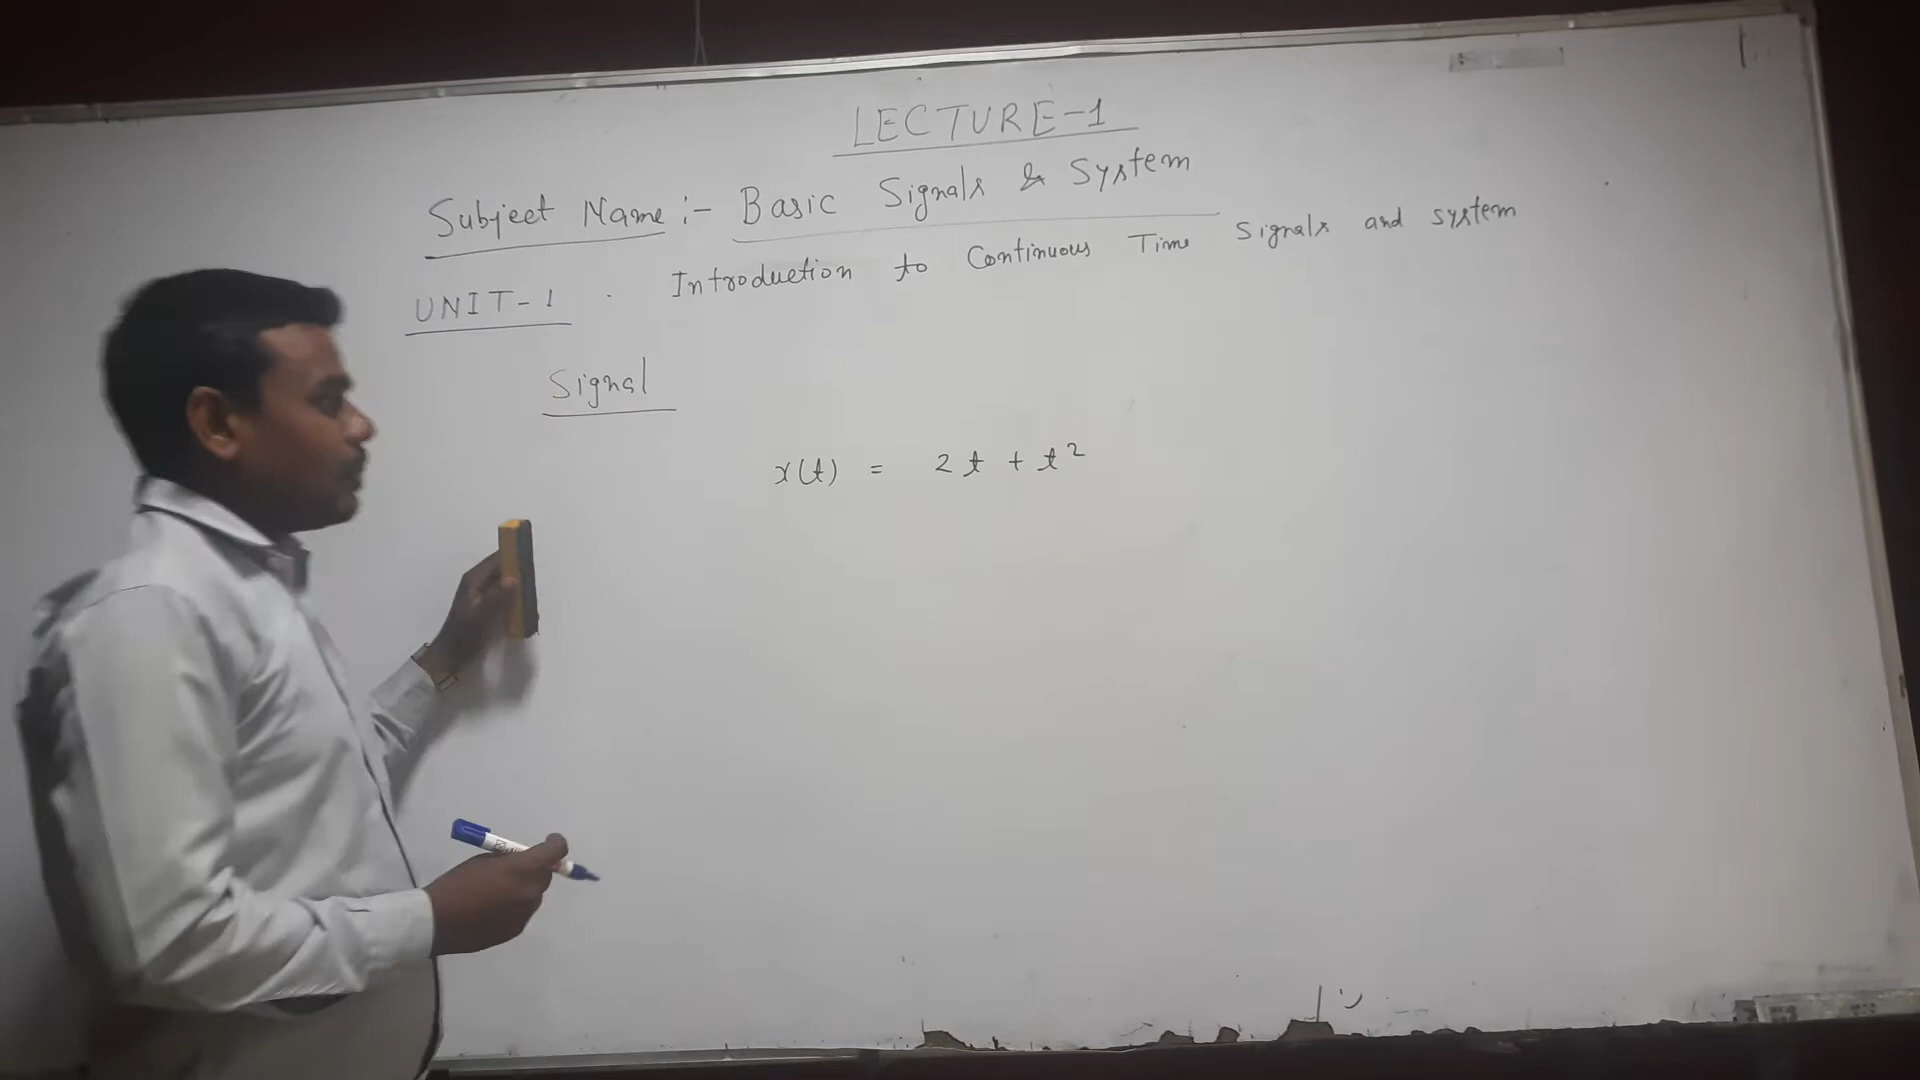 LECTURE-1
Subject Name :- Basic Signals & System
UNIT-1 . Introduction to Continuous Time Signals and system
Signal
x(t) = 2t + t²